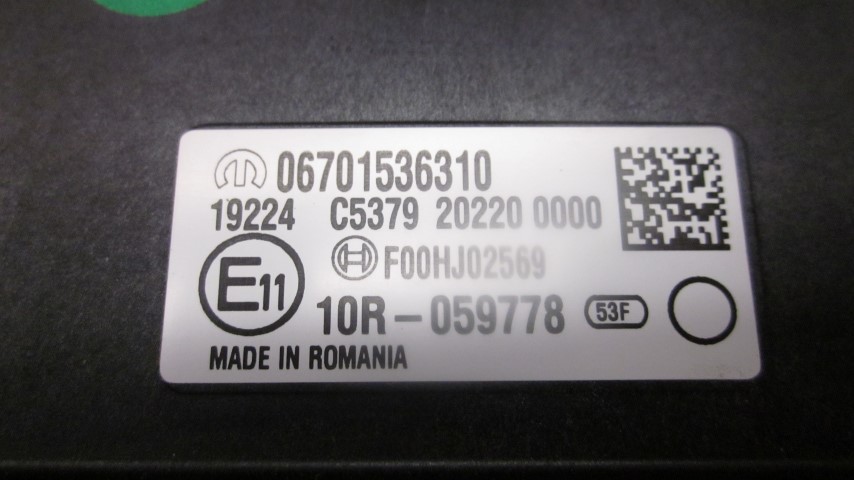 06701536310
19224 C5379 20220 0000
F00HJ02569
E11
10R-059778 53F
MADE IN ROMANIA